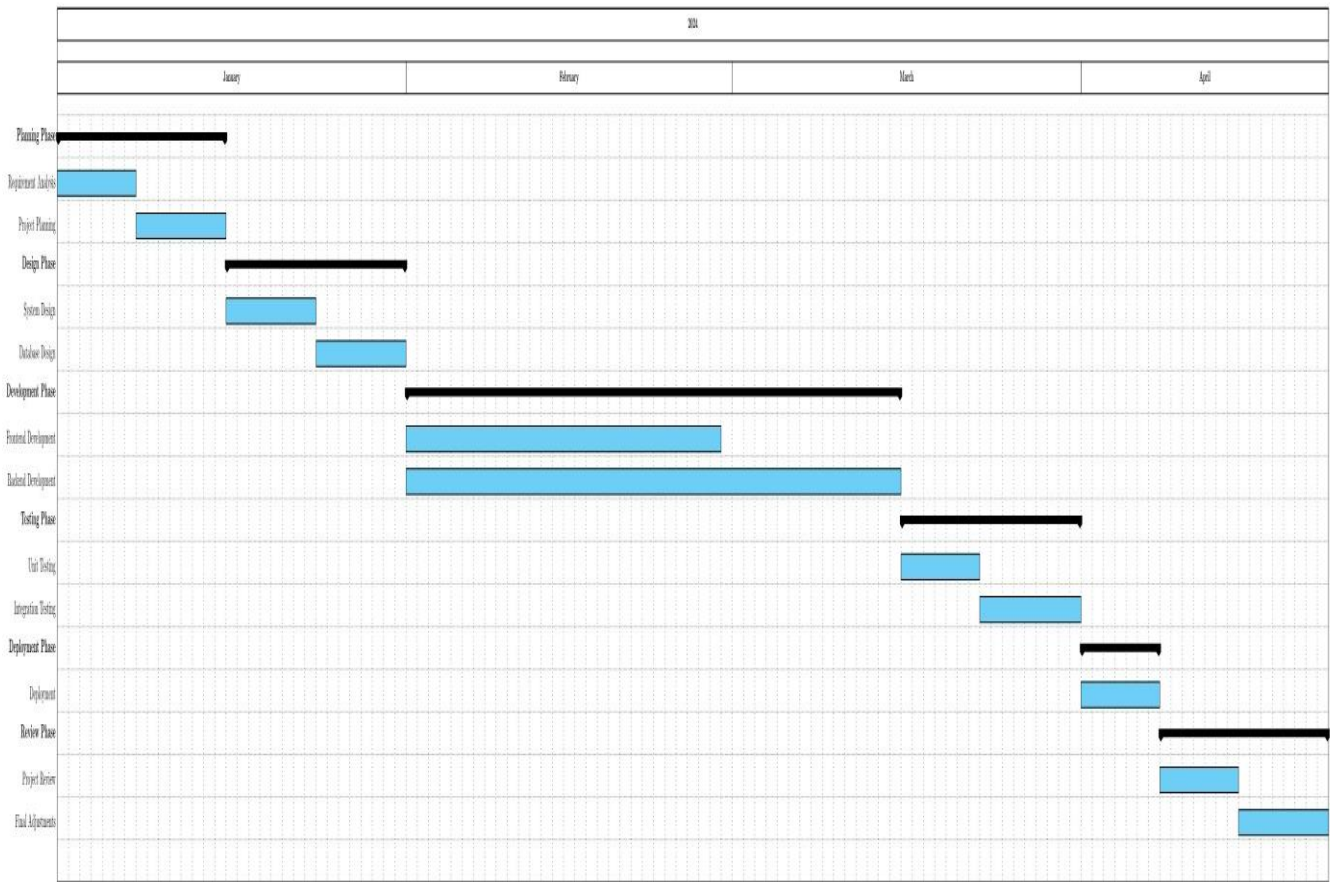 2024
January February March April
Planning Phase
Requirement Analysis
Project Planning
Design Phase
System Design
Database Design
Development Phase
Frontend Development
Backend Development
Testing Phase
Unit Testing
Integration Testing
Deployment Phase
Deployment
Review Phase
Project Review
Final Adjustments